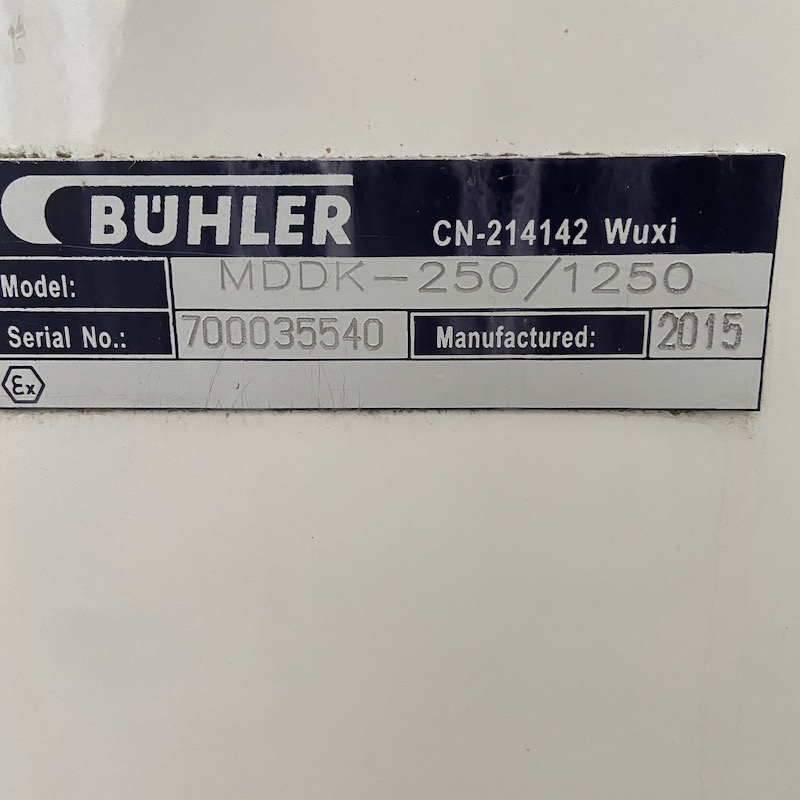 BÜHLER CN-214142 Wuxi
Model: MDDK-250/1250
Serial No.: 700035540 Manufactured: 2015
Ex